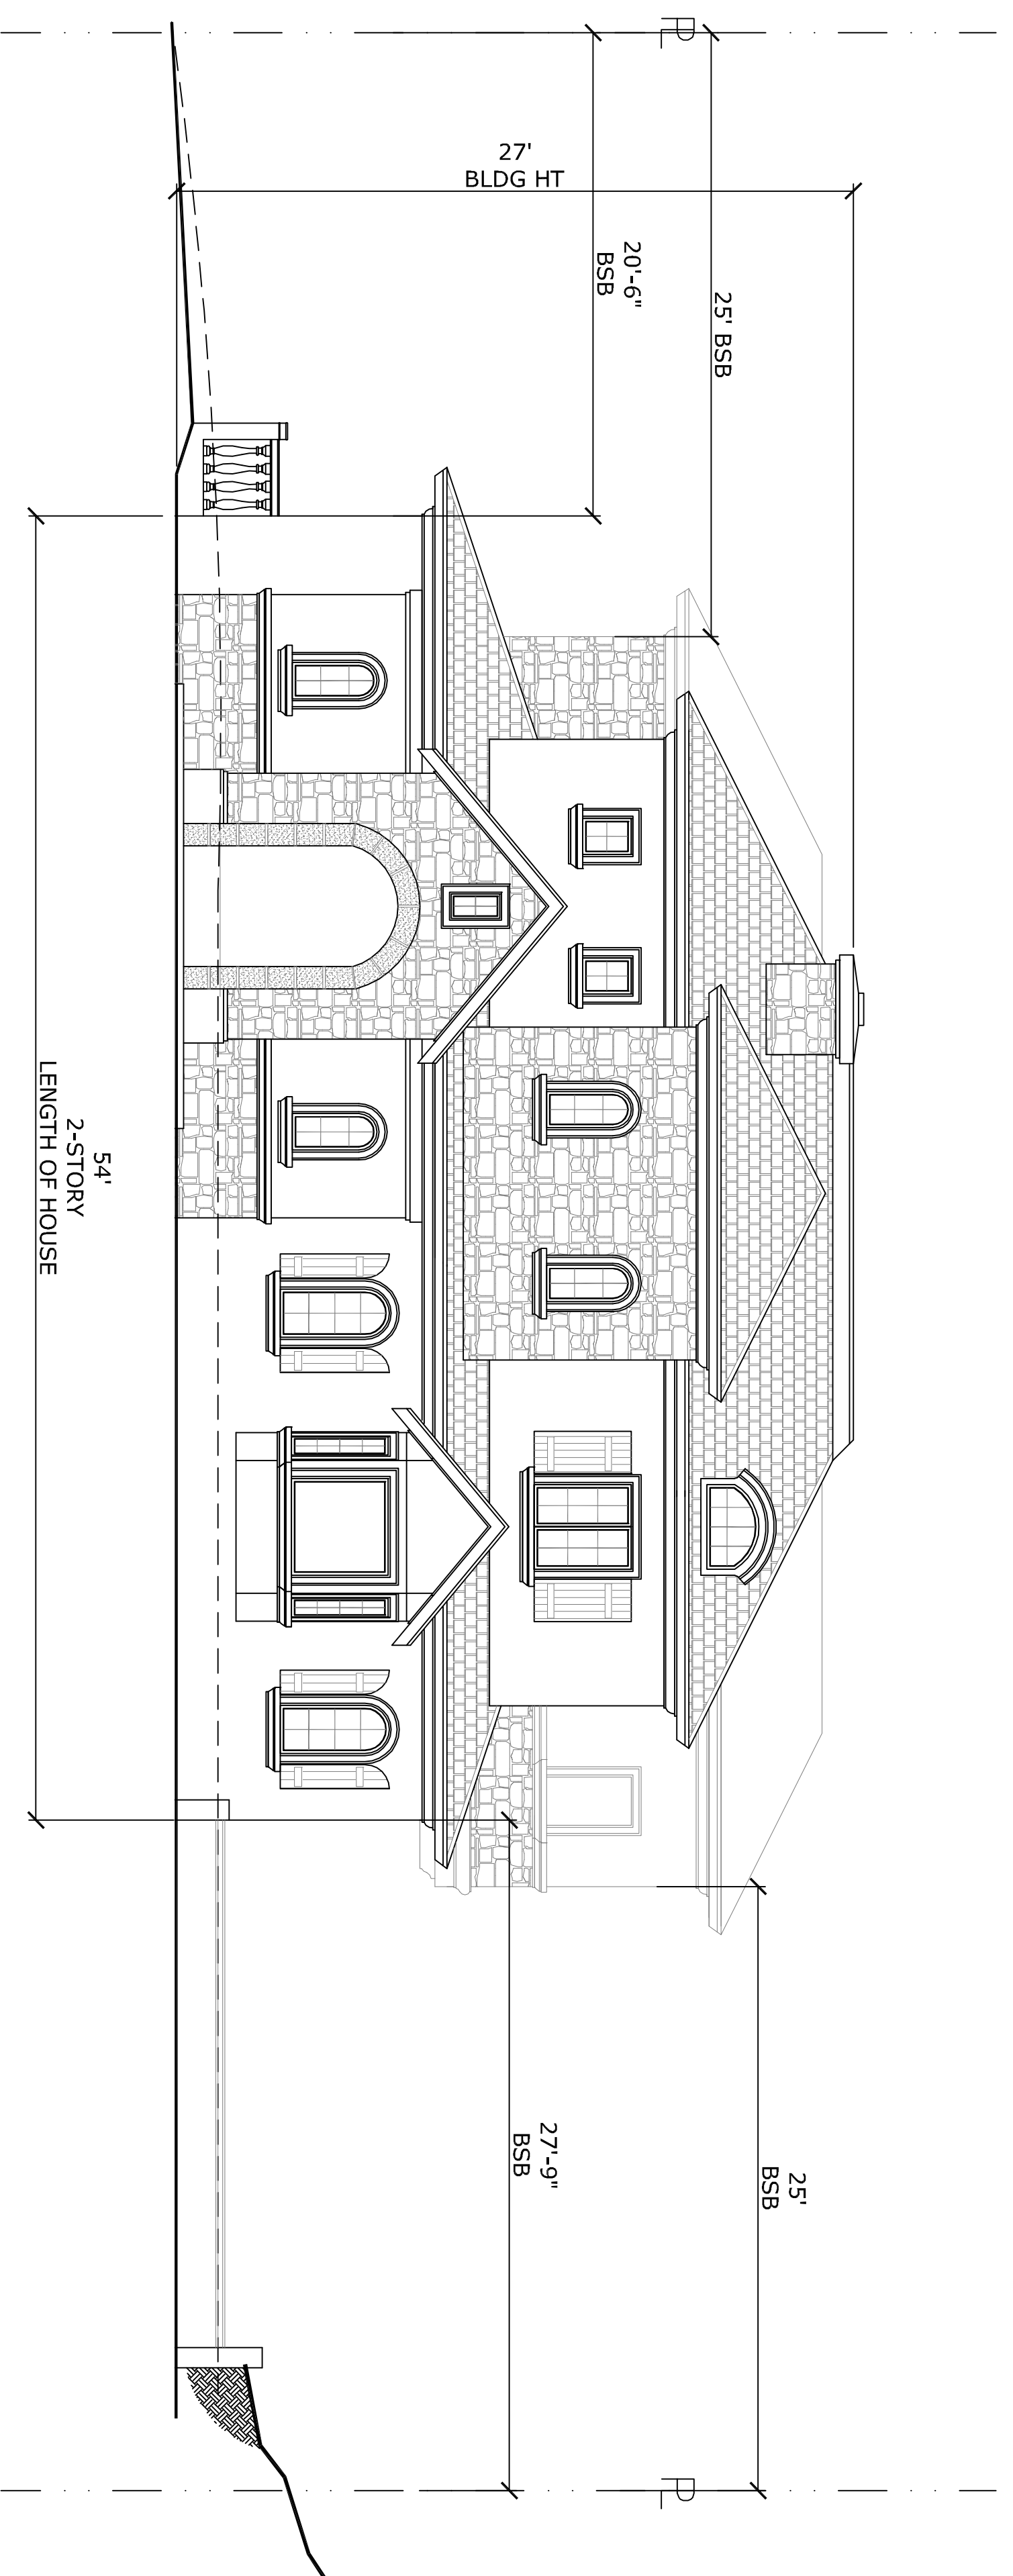 PL
25' BSB
27'
BLDG HT
20'-6"
BSB
54'
2-STORY
LENGTH OF HOUSE
27'-9"
BSB
25'
BSB
PL